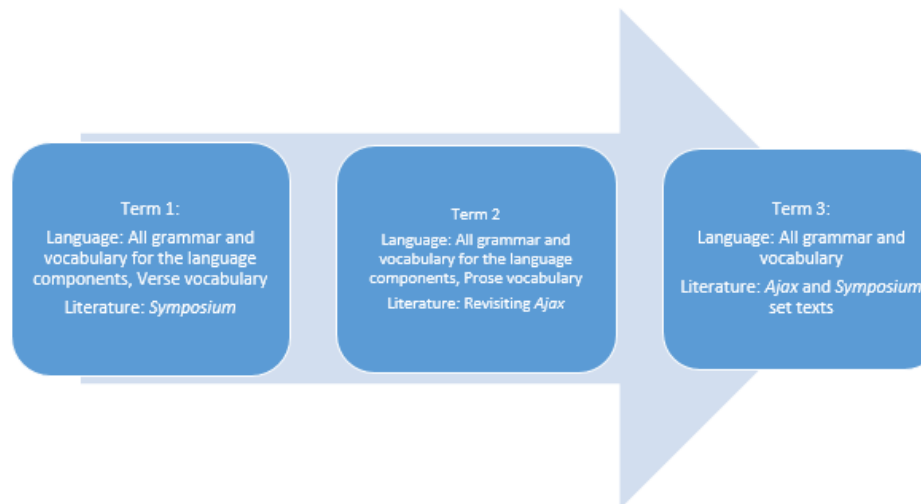 Term 1:
Language: All grammar and
vocabulary for the language
components, Verse vocabulary
Literature: Symposium
Term 2
Language: All grammar and
vocabulary for the language
components, Prose vocabulary
Literature: Revisiting Ajax
Term 3:
Language: All grammar and
vocabulary
Literature: Ajax and Symposium
set texts